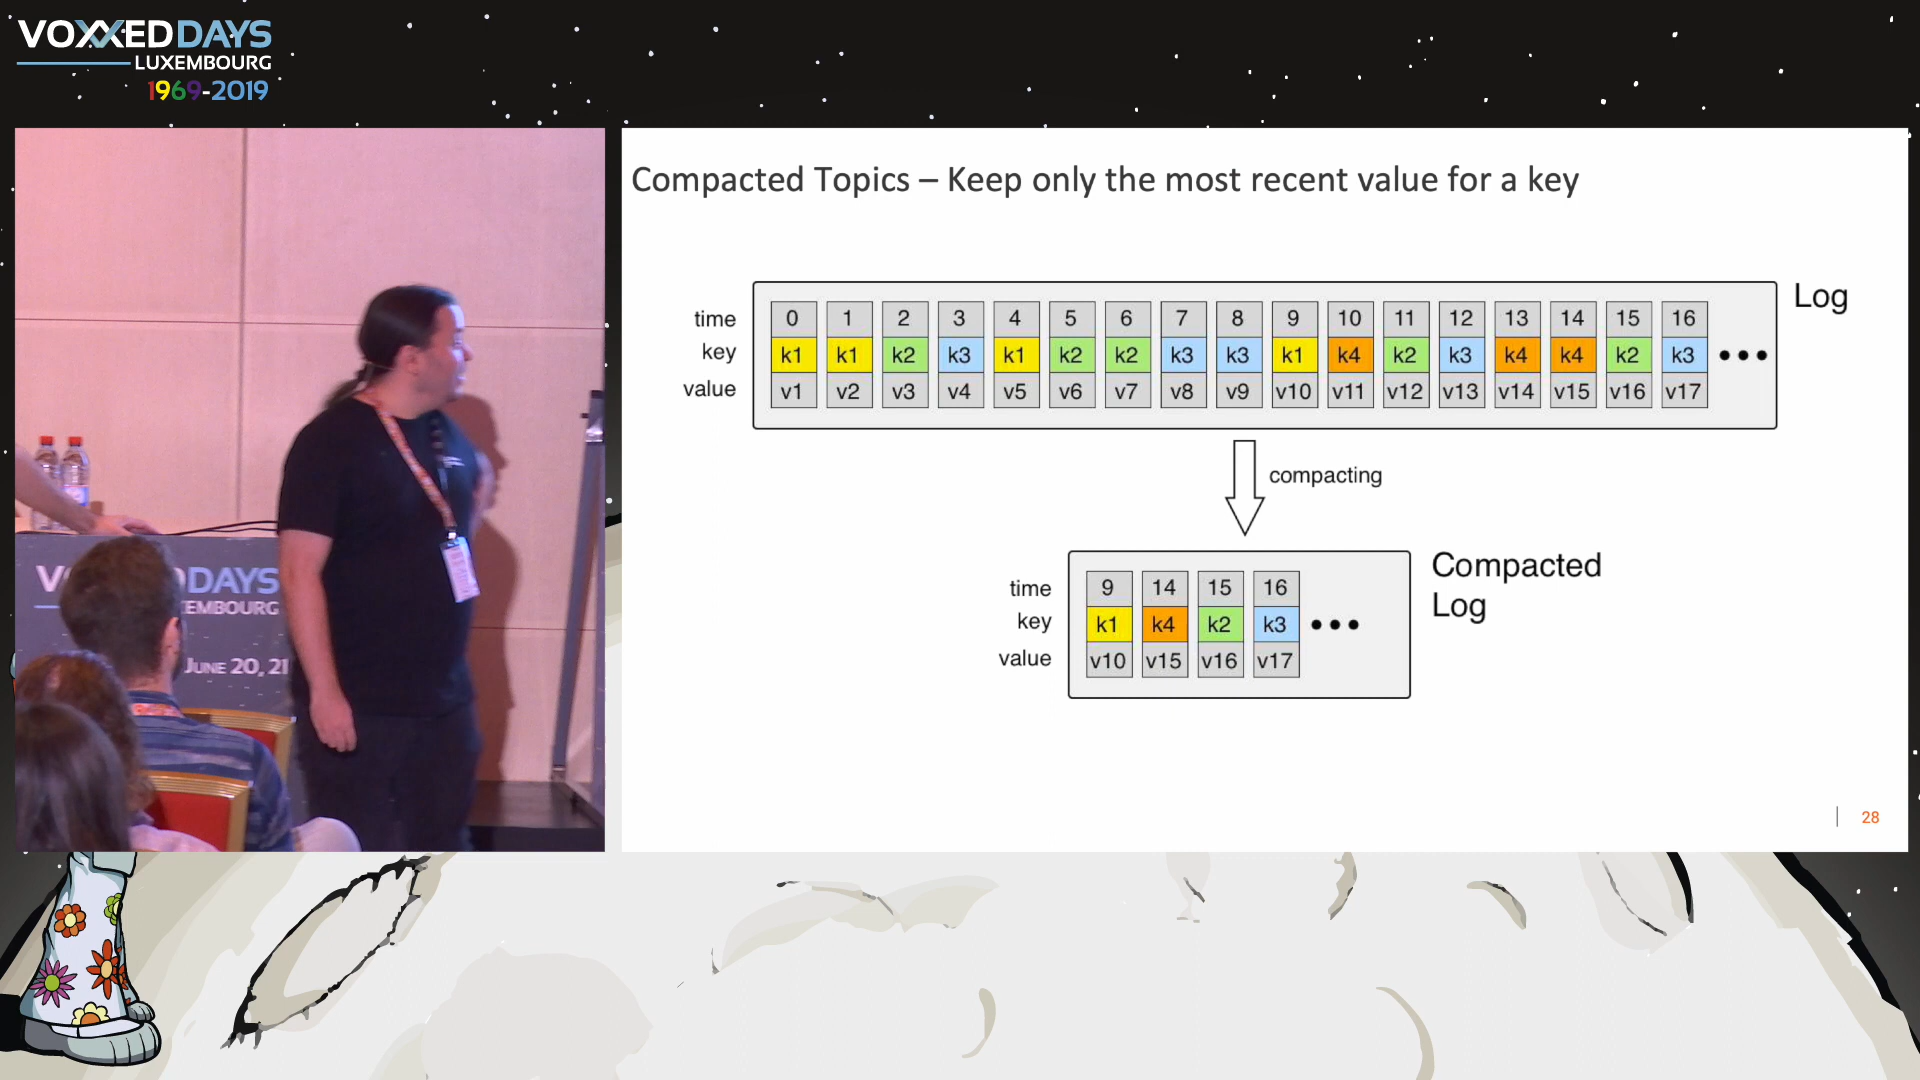 VOXXEDDAYS
LUXEMBOURG
1969-2019
Compacted Topics – Keep only the most recent value for a key
Log
time 0 1 2 3 4 5 6 7 8 9 10 11 12 13 14 15 16
key k1 k1 k2 k3 k1 k2 k2 k3 k3 k1 k4 k2 k3 k4 k4 k2 k3 •••
value v1 v2 v3 v4 v5 v6 v7 v8 v9 v10 v11 v12 v13 v14 v15 v16 v17
compacting
Compacted
Log
time 9 14 15 16
key k1 k4 k2 k3 •••
value v10 v15 v16 v17
28
DAYS
EMBOURG
JUNE 20, 21